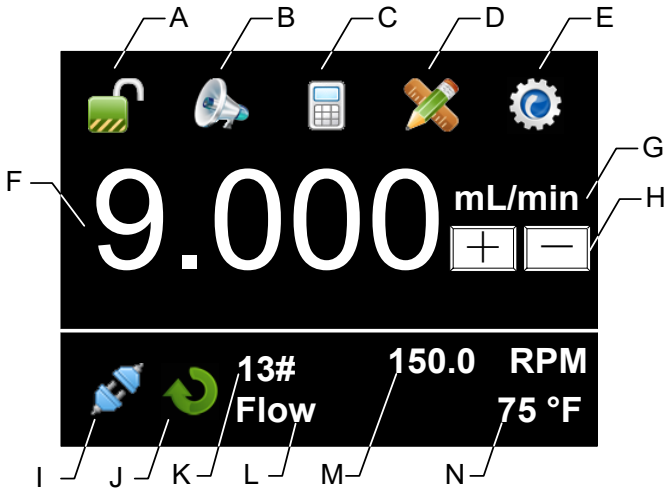 A B C D E
F 9.000 mL/min G
+ − H
13# 150.0 RPM
Flow 75 °F
I J K L M N